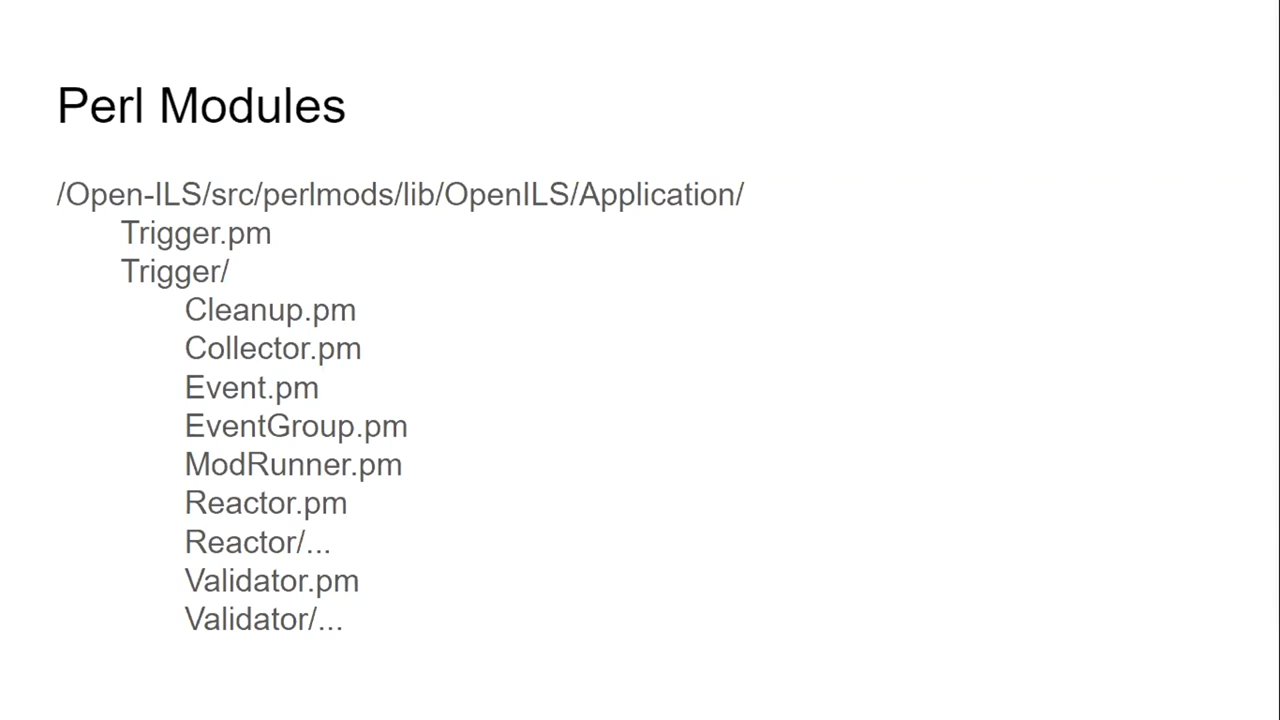 Perl Modules
/Open-ILS/src/perlmods/lib/OpenILS/Application/
Trigger.pm
Trigger/
Cleanup.pm
Collector.pm
Event.pm
EventGroup.pm
ModRunner.pm
Reactor.pm
Reactor/...
Validator.pm
Validator/...